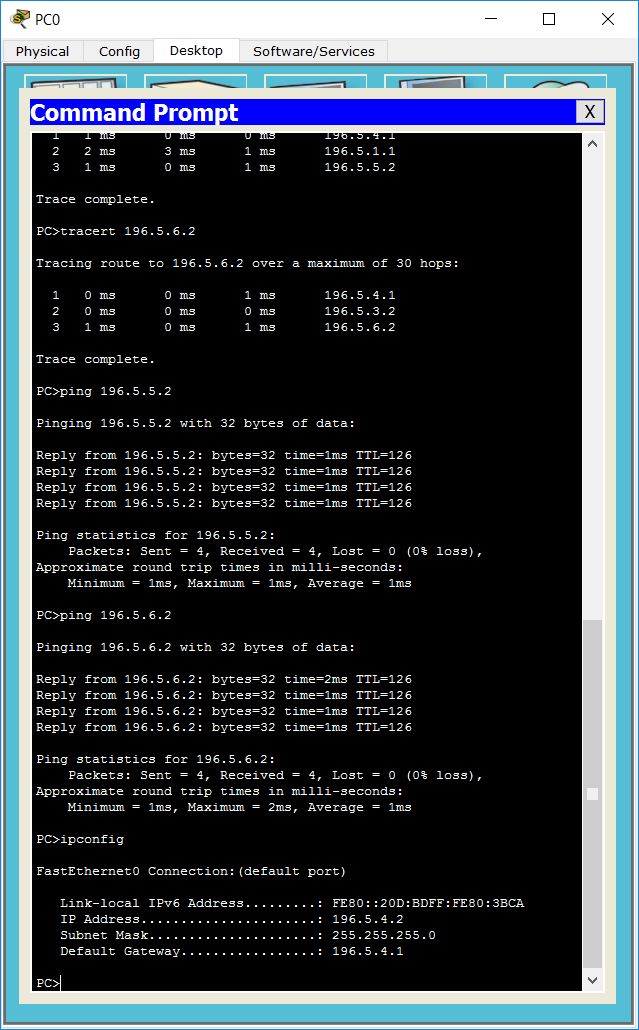 PC0
Physical Config Desktop Software/Services
Command Prompt X
1 1 ms 0 ms 0 ms 196.5.4.1
2 2 ms 3 ms 1 ms 196.5.1.1
3 1 ms 0 ms 1 ms 196.5.5.2
Trace complete.
PC>tracert 196.5.6.2
Tracing route to 196.5.6.2 over a maximum of 30 hops:
1 0 ms 0 ms 1 ms 196.5.4.1
2 0 ms 0 ms 0 ms 196.5.3.2
3 1 ms 0 ms 1 ms 196.5.6.2
Trace complete.
PC>ping 196.5.5.2
Pinging 196.5.5.2 with 32 bytes of data:
Reply from 196.5.5.2: bytes=32 time=1ms TTL=126
Reply from 196.5.5.2: bytes=32 time=1ms TTL=126
Reply from 196.5.5.2: bytes=32 time=1ms TTL=126
Reply from 196.5.5.2: bytes=32 time=1ms TTL=126
Ping statistics for 196.5.5.2:
Packets: Sent = 4, Received = 4, Lost = 0 (0% loss),
Approximate round trip times in milli-seconds:
Minimum = 1ms, Maximum = 1ms, Average = 1ms
PC>ping 196.5.6.2
Pinging 196.5.6.2 with 32 bytes of data:
Reply from 196.5.6.2: bytes=32 time=2ms TTL=126
Reply from 196.5.6.2: bytes=32 time=1ms TTL=126
Reply from 196.5.6.2: bytes=32 time=1ms TTL=126
Reply from 196.5.6.2: bytes=32 time=1ms TTL=126
Ping statistics for 196.5.6.2:
Packets: Sent = 4, Received = 4, Lost = 0 (0% loss),
Approximate round trip times in milli-seconds:
Minimum = 1ms, Maximum = 2ms, Average = 1ms
PC>ipconfig
FastEthernet0 Connection:(default port)
Link-local IPv6 Address.........: FE80::20D:BDFF:FE80:3BCA
IP Address......................: 196.5.4.2
Subnet Mask.....................: 255.255.255.0
Default Gateway.................: 196.5.4.1
PC>